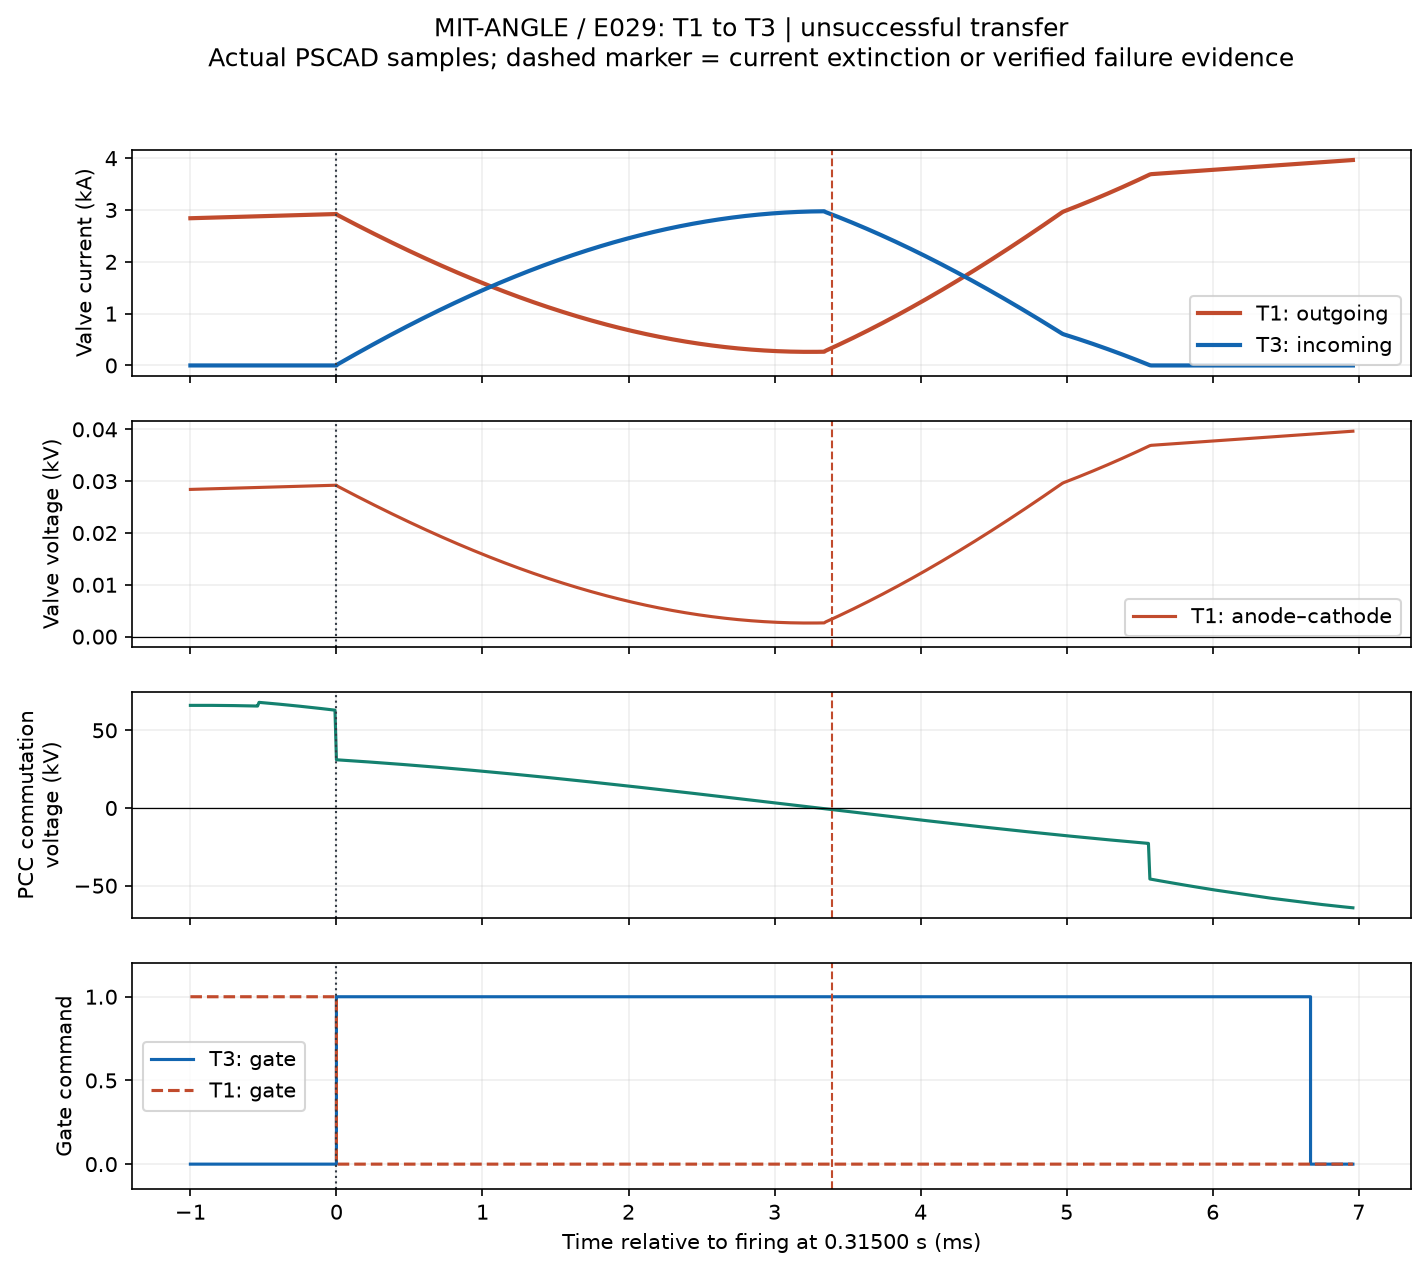 MIT-ANGLE / E029: T1 to T3 | unsuccessful transfer
Actual PSCAD samples; dashed marker = current extinction or verified failure evidence
Valve current (kA)
4
3
2
1
0
T1: outgoing
T3: incoming
Valve voltage (kV)
0.04
0.03
0.02
0.01
0.00
T1: anode–cathode
PCC commutation
voltage (kV)
50
0
−50
Gate command
1.0
0.5
0.0
T3: gate
T1: gate
−1 0 1 2 3 4 5 6 7
Time relative to firing at 0.31500 s (ms)